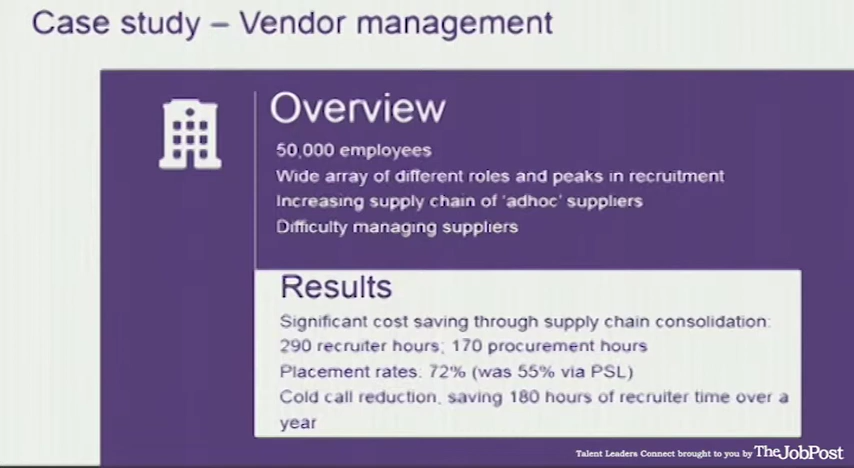 Case study – Vendor management
Overview
50,000 employees
Wide array of different roles and peaks in recruitment
Increasing supply chain of 'adhoc' suppliers
Difficulty managing suppliers
Results
Significant cost saving through supply chain consolidation:
290 recruiter hours; 170 procurement hours
Placement rates: 72% (was 55% via PSL)
Cold call reduction, saving 180 hours of recruiter time over a
year
Talent Leaders Connect brought to you by TheJobPost